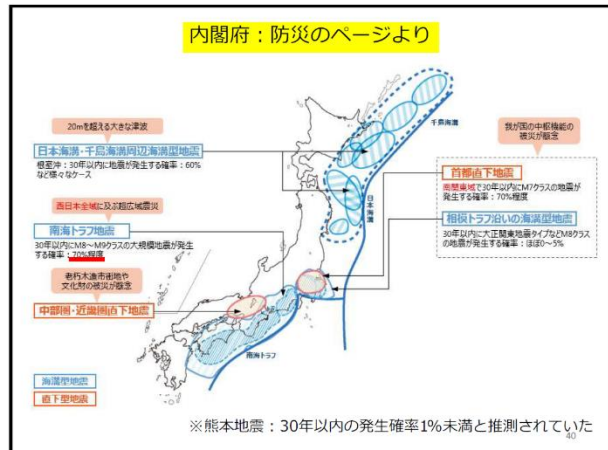 内閣府：防災のページより
20mを超える大きな津波
日本海溝・千島海溝周辺海溝型地震
根室沖：30年以内に地震が発生する確率：60%
など様々なケース
西日本全域に及ぶ超広域震災
南海トラフ地震
30年以内にM8～M9クラスの大規模地震が発生
する確率：70%程度
老朽木造市街地や
文化財の被災が懸念
中部圏・近畿圏直下地震
海溝型地震
直下型地震
千島海溝
日本海溝
南海トラフ
我が国の中枢機能の
被災が懸念
首都直下地震
南関東域で30年以内にM7クラスの地震が
発生する確率：70%程度
相模トラフ沿いの海溝型地震
30年以内に大正関東地震タイプなどM8クラス
の地震が発生する確率：ほぼ0～5%
※熊本地震：30年以内の発生確率1%未満と推測されていた
40